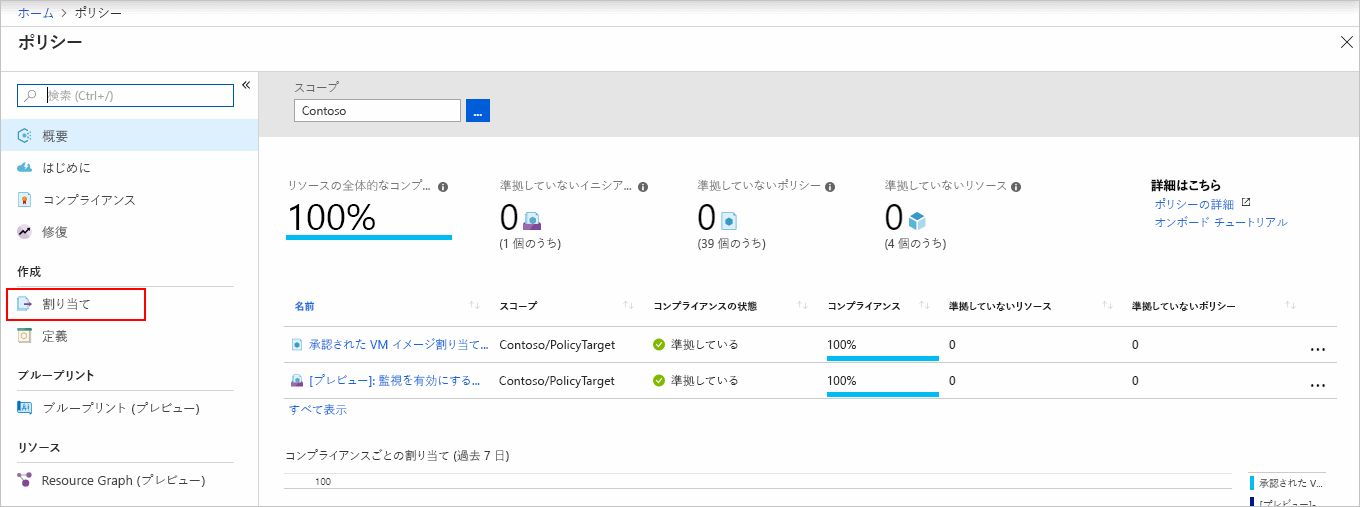 ホーム > ポリシー
ポリシー
検索 (Ctrl+/)
概要
はじめに
コンプライアンス
修復
作成
割り当て
定義
ブループリント
ブループリント (プレビュー)
リソース
Resource Graph (プレビュー)
スコープ
Contoso
...
リソースの全体的なコンプ...
100%
準拠していないイニシア...
0
(1 個のうち)
準拠していないポリシー
0
(39 個のうち)
準拠していないリソース
0
(4 個のうち)
詳細はこちら
ポリシーの詳細
オンボード チュートリアル
名前 スコープ コンプライアンスの状態 コンプライアンス 準拠していないリソース 準拠していないポリシー
承認された VM イメージ割り当て... Contoso/PolicyTarget 準拠している 100% 0 0 ...
[プレビュー]: 監視を有効にする... Contoso/PolicyTarget 準拠している 100% 0 0 ...
すべて表示
コンプライアンスごとの割り当て (過去 7 日)
100
承認された V...
[プレビュー]: